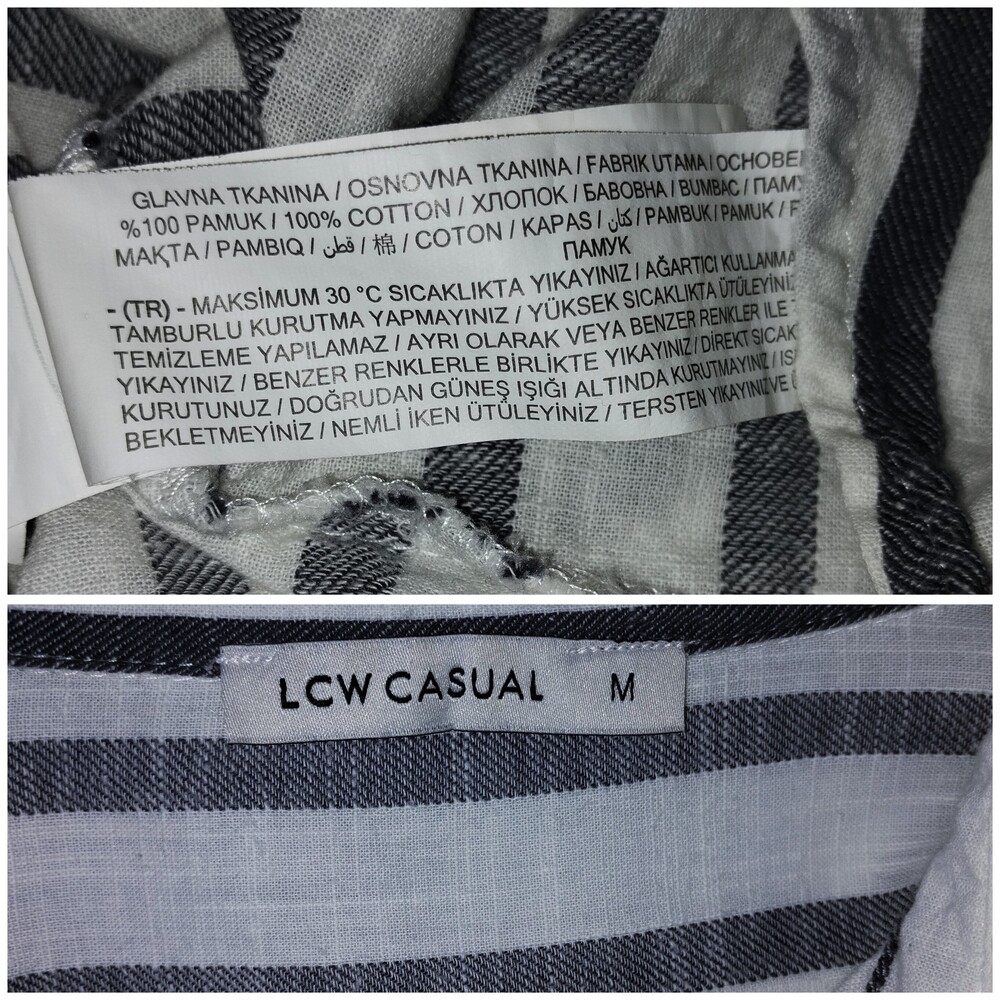 GLAVNA TKANINA / OSNOVNA TKANINA / FABRIK UTAMA / ОСНОВЕ
%100 PAMUK / 100% COTTON / ХЛОПОК / БАВОВНА / BUMBAC / ПАМУ
МАҚТА / PAMBIQ / قطن / 棉 / COTON / KAPAS / كتان / PAMBUK / PAMUK /
ПАМУК
- (TR) - MAKSİMUM 30 °C SICAKLIKTA YIKAYINIZ / AĞARTICI KULLANMA
TAMBURLU KURUTMA YAPMAYINIZ / YÜKSEK SICAKLIKTA ÜTÜLEYİNİZ
TEMİZLEME YAPILAMAZ / AYRI OLARAK VEYA BENZER RENKLER İLE
YIKAYINIZ / BENZER RENKLERLE BİRLİKTE YIKAYINIZ / DİREKT SICAK
KURUTUNUZ / DOĞRUDAN GÜNEŞ IŞIĞI ALTINDA KURUTMAYINIZ /
BEKLETMEYİNİZ / NEMLİ İKEN ÜTÜLEYİNİZ / TERSTEN YIKAYINIZ VE
LCW CASUAL M